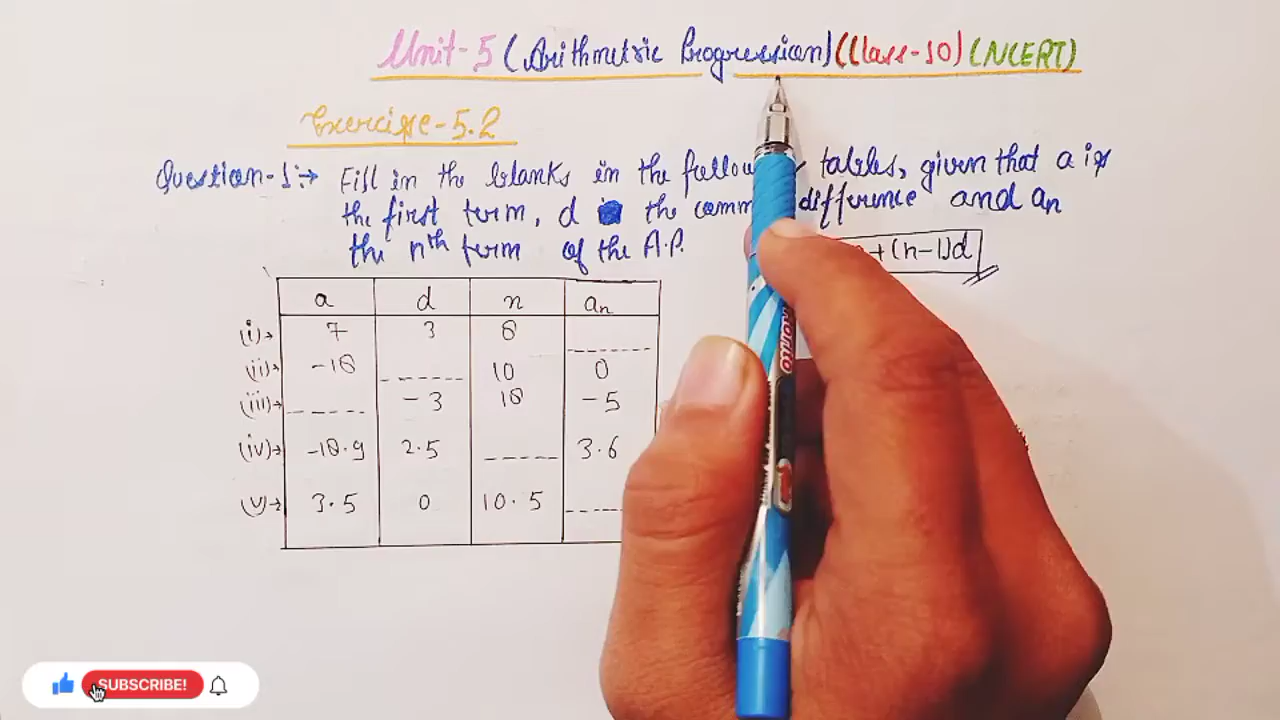 Unit-5 (Arithmetric Progression) (Class-10) (NCERT)
Exercise-5.2
Question-1:→ Fill in the blanks in the tables, given that a is
the first term, d the difference and an
the nth term of the A.P.
+(n-1)d
a d n an
(i)→ 7 3 8 ------
(ii)→ -18 ------ 10 0
(iii)→ ------ -3 18 -5
(iv)→ -18.9 2.5 ------ 3.6
(v)→ 3.5 0 10.5 ------
SUBSCRIBE!